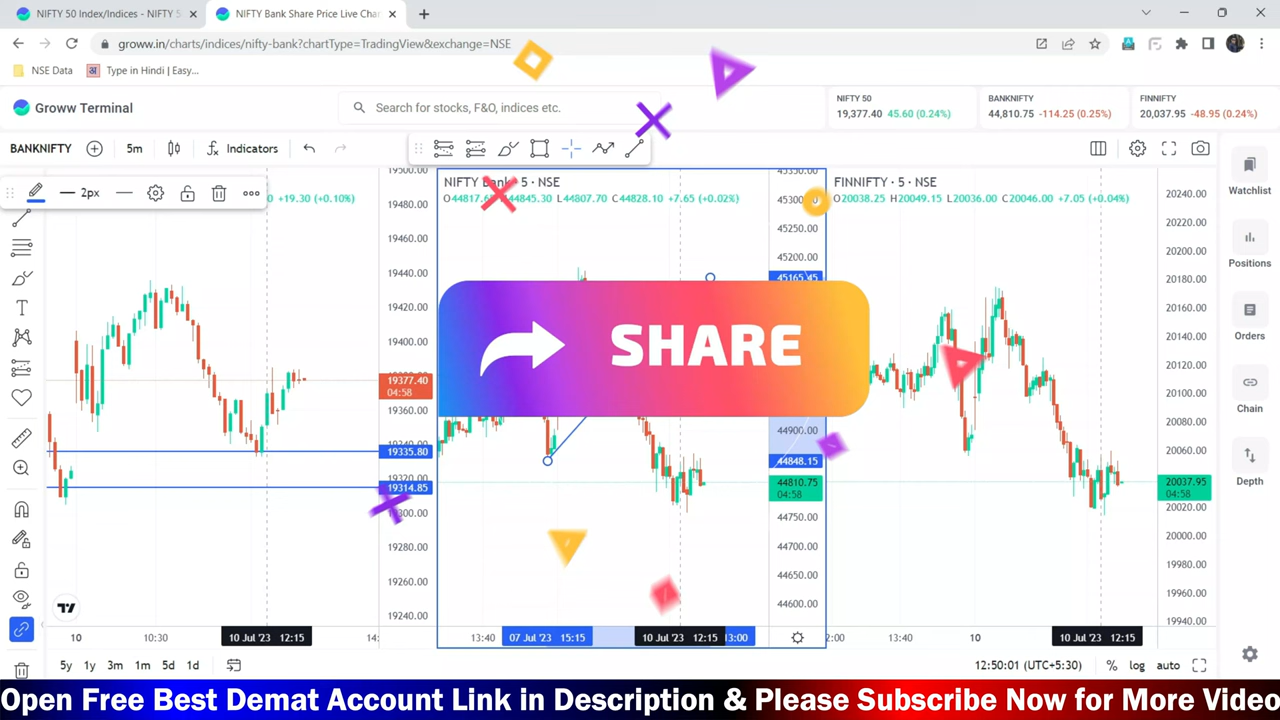 NIFTY 50 Index/Indices - NIFTY 5
NIFTY Bank Share Price Live Cha
groww.in/charts/indices/nifty-bank?chartType=TradingView&exchange=NSE
NSE Data
Type in Hindi | Easy...
Groww Terminal
Search for stocks, F&O, indices etc.
NIFTY 50
19,377.40 45.60 (0.24%)
BANKNIFTY
44,810.75 -114.25 (0.25%)
FINNIFTY
20,037.95 -48.95 (0.24%)
BANKNIFTY
5m
Indicators
2px
+19.30 (+0.10%)
19500.00
19480.00
19460.00
19440.00
19420.00
19400.00
19377.40
04:58
19360.00
19335.80
19320.00
19314.85
19300.00
19280.00
19260.00
19240.00
10
10:30
10 Jul '23 12:15
14:
NIFTY Bank · 5 · NSE
H44845.30 L44807.70 C44828.10 +7.65 (+0.02%)
45300
45250.00
45200.00
45165.45
44900.00
44848.15
44810.75
04:58
44750.00
44700.00
44650.00
44600.00
13:40
07 Jul '23 15:15
10 Jul '23 12:15
13:00
SHARE
FINNIFTY · 5 · NSE
O20038.25 H20049.15 L20036.00 C20046.00 +7.05 (+0.04%)
20240.00
20220.00
20200.00
20180.00
20160.00
20140.00
20120.00
20100.00
20080.00
20060.00
20037.95
04:58
20020.00
20000.00
19980.00
19960.00
19940.00
2:00
13:40
10
10 Jul '23 12:15
Watchlist
Positions
Orders
Chain
Depth
5y 1y 3m 1m 5d 1d
12:50:01 (UTC+5:30)
% log auto
Open Free Best Demat Account Link in Description & Please Subscribe Now for More Video